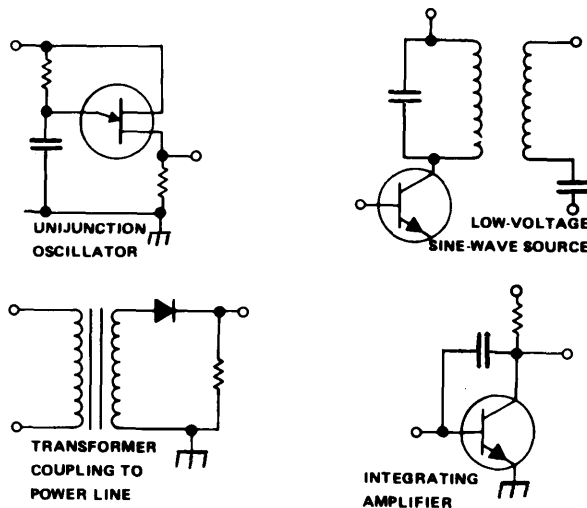 UNIJUNCTION
OSCILLATOR
LOW-VOLTAGE
SINE-WAVE SOURCE
TRANSFORMER
COUPLING TO
POWER LINE
INTEGRATING
AMPLIFIER